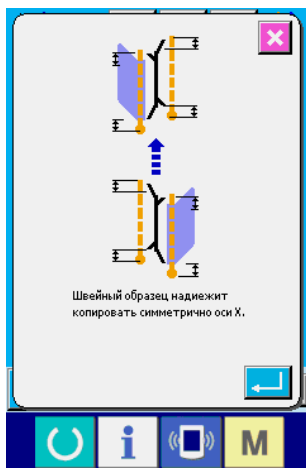 Швейный образец надиежит
копировать симметрично оси X.
i
M